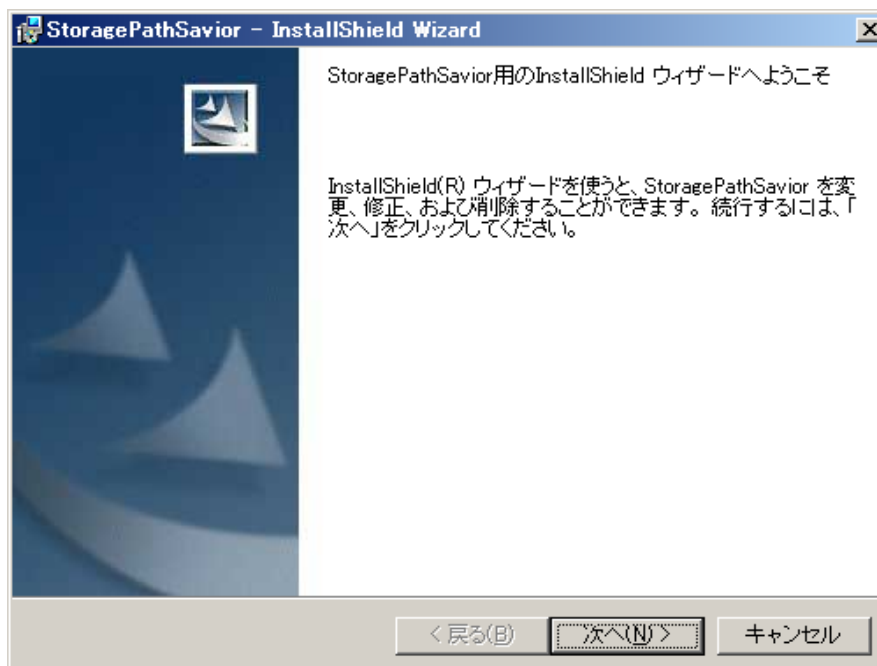 StoragePathSavior - InstallShield Wizard
StoragePathSavior用のInstallShield ウィザードへようこそ
InstallShield(R) ウィザードを使うと、StoragePathSavior を変
更、修正、および削除することができます。続行するには、「
次へ」をクリックしてください。
< 戻る(B)
次へ(N) >
キャンセル